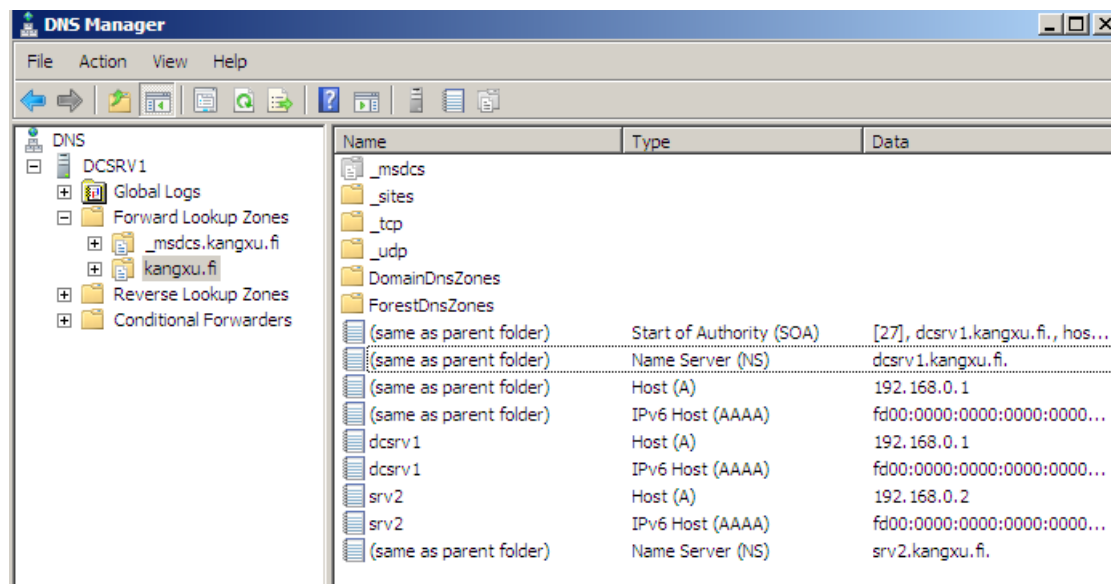 DNS Manager
File Action View Help
DNS
DCSRV1
Global Logs
Forward Lookup Zones
_msdcs.kangxu.fi
kangxu.fi
Reverse Lookup Zones
Conditional Forwarders
Name Type Data
_msdcs
_sites
_tcp
_udp
DomainDnsZones
ForestDnsZones
(same as parent folder) Start of Authority (SOA) [27], dcsrv1.kangxu.fi., hos...
(same as parent folder) Name Server (NS) dcsrv1.kangxu.fi.
(same as parent folder) Host (A) 192.168.0.1
(same as parent folder) IPv6 Host (AAAA) fd00:0000:0000:0000:0000...
dcsrv1 Host (A) 192.168.0.1
dcsrv1 IPv6 Host (AAAA) fd00:0000:0000:0000:0000...
srv2 Host (A) 192.168.0.2
srv2 IPv6 Host (AAAA) fd00:0000:0000:0000:0000...
(same as parent folder) Name Server (NS) srv2.kangxu.fi.